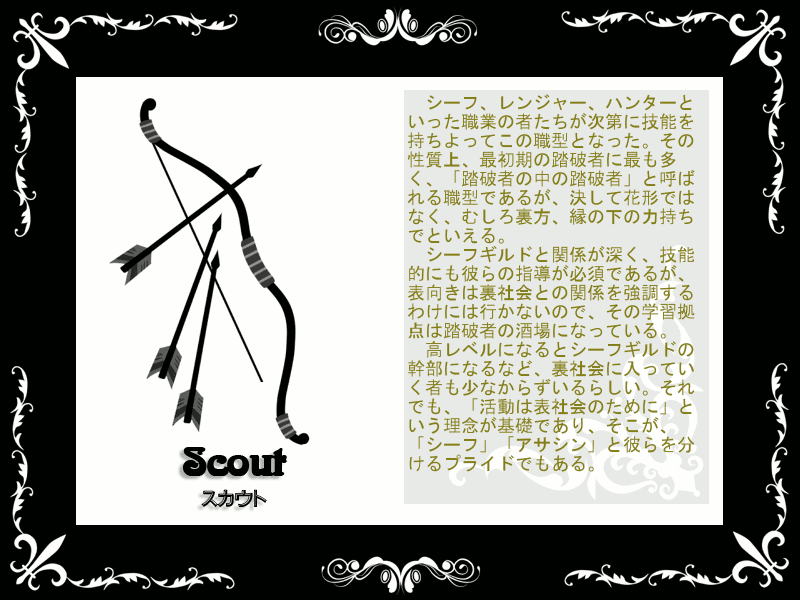 シーフ、レンジャー、ハンターと
いった職業の者たちが次第に技能を
持ちよってこの職型となった。その
性質上、最初期の踏破者に最も多
く、「踏破者の中の踏破者」と呼ば
れる職型であるが、決して花形では
なく、むしろ裏方、縁の下の力持ち
でといえる。
　シーフギルドと関係が深く、技能
的にも彼らの指導が必須であるが、
表向きは裏社会との関係を強調する
わけには行かないので、その学習拠
点は踏破者の酒場になっている。
　高レベルになるとシーフギルドの
幹部になるなど、裏社会に入ってい
く者も少なからずいるらしい。それ
でも、「活動は表社会のために」と
いう理念が基礎であり、そこが、
「シーフ」「アサシン」と彼らを分
けるプライドでもある。
Scout
スカウト